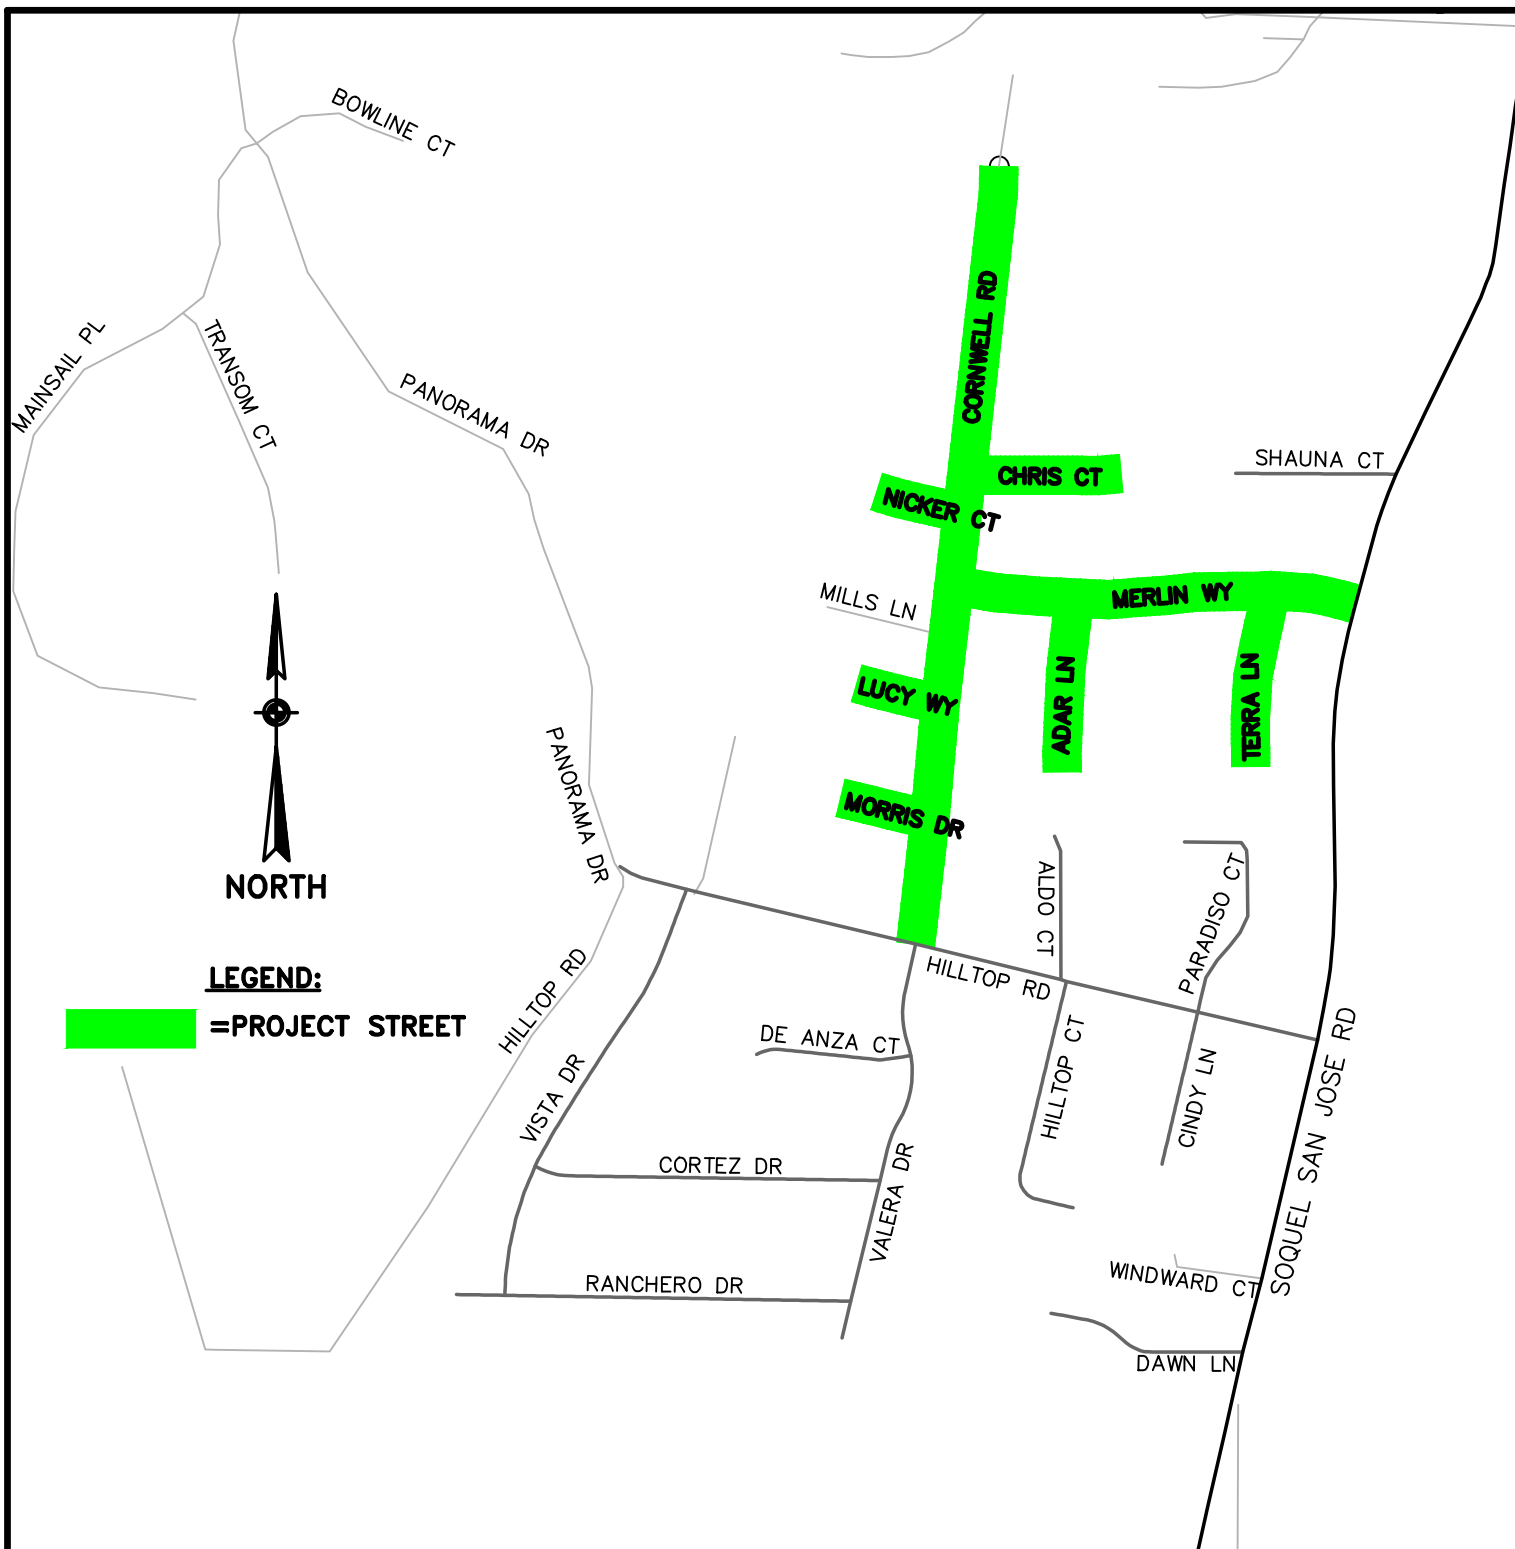 BOWLINE CT
MAINSAIL PL
TRANSOM CT
PANORAMA DR
CORNWELL RD
CHRIS CT
SHAUNA CT
NICKER CT
MERLIN WY
MILLS LN
LUCY WY
ADAR LN
TERRA LN
MORRIS DR
PANORAMA DR
NORTH
ALDO CT
PARADISO CT
LEGEND:
=PROJECT STREET
HILLTOP RD
HILLTOP RD
DE ANZA CT
VISTA DR
HILLTOP CT
CINDY LN
SOQUEL SAN JOSE RD
CORTEZ DR
VALERA DR
RANCHERO DR
WINDWARD CT
DAWN LN